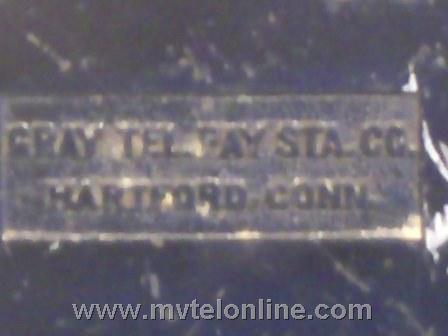 GRAY TEL. PAY STA. CO.
HARTFORD, CONN.
www.mvtelonline.com